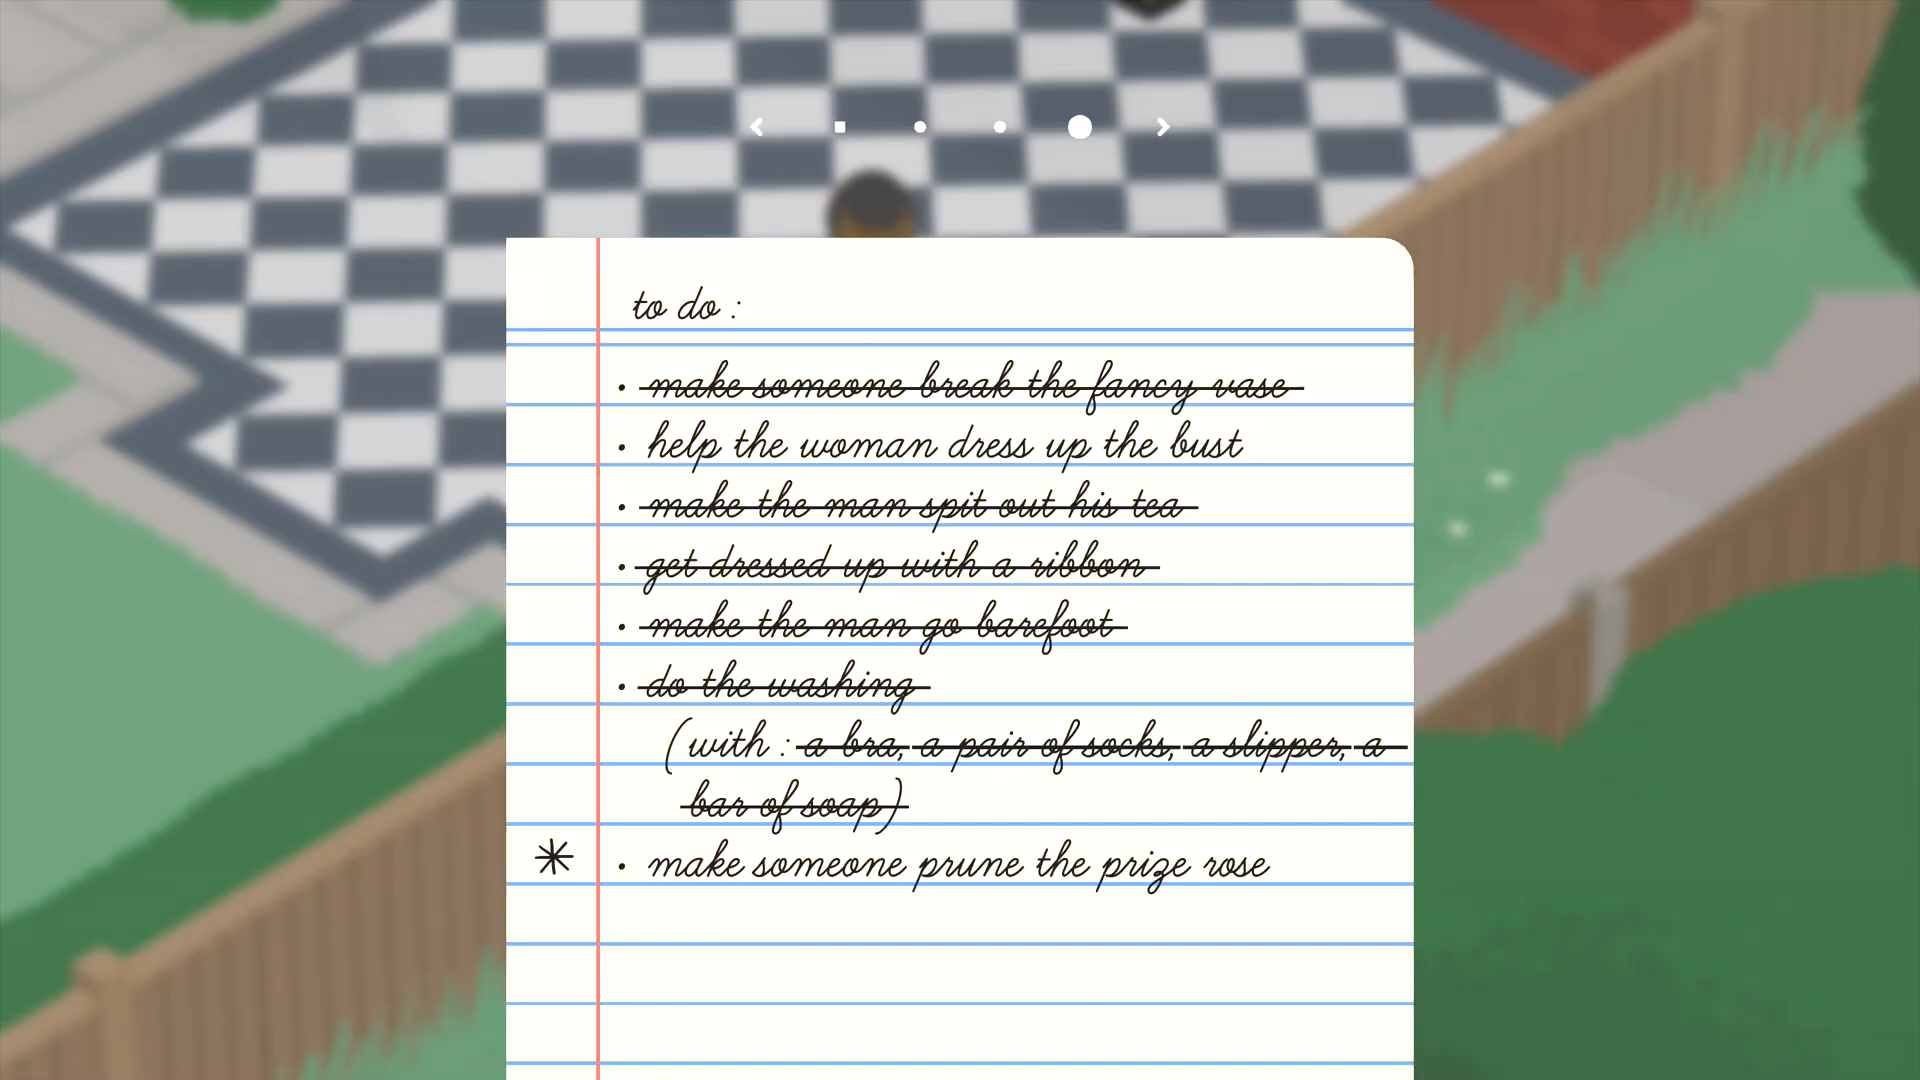 to do :
• make someone break the fancy vase
• help the woman dress up the bust
• make the man spit out his tea
• get dressed up with a ribbon
• make the man go barefoot
• do the washing
(with : a bra, a pair of socks, a slipper, a
bar of soap)
* • make someone prune the prize rose